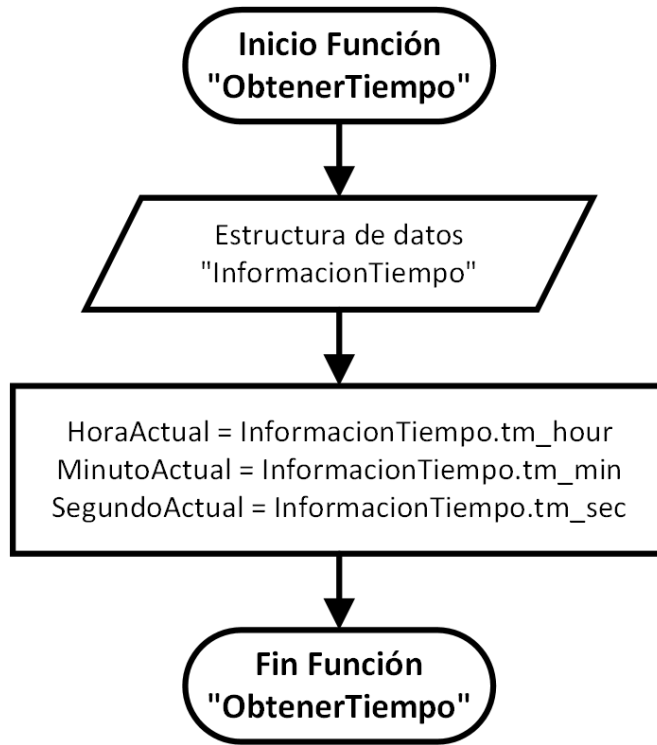 Inicio Función
"ObtenerTiempo"
Estructura de datos
"InformacionTiempo"
HoraActual = InformacionTiempo.tm_hour
MinutoActual = InformacionTiempo.tm_min
SegundoActual = InformacionTiempo.tm_sec
Fin Función
"ObtenerTiempo"